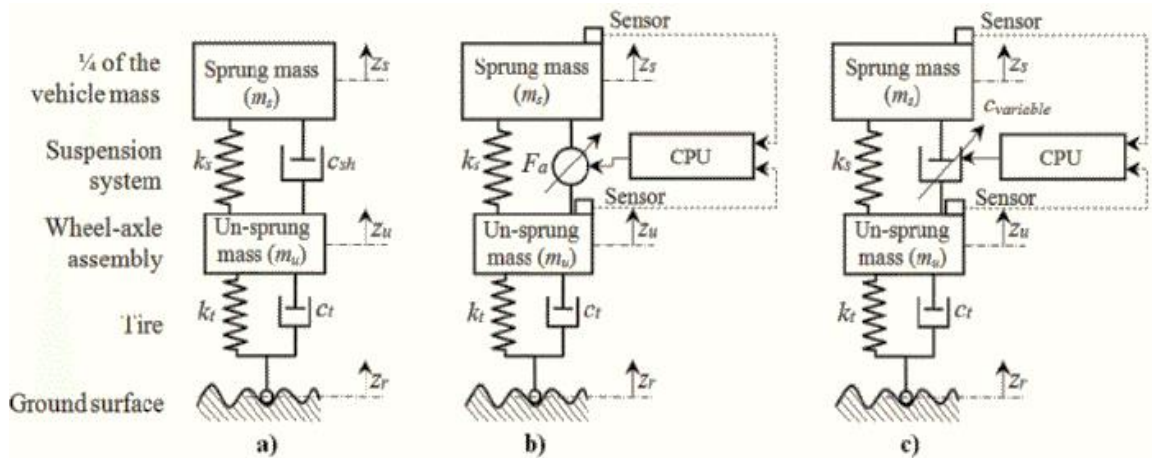 ¼ of the
vehicle mass
Suspension
system
Wheel-axle
assembly
Tire
Ground surface
Sprung mass
(mₛ)
zₛ
kₛ
cₛₕ
Un-sprung
mass (mᵤ)
zᵤ
kₜ
cₜ
zᵣ
a)
Sensor
Sprung mass
(mₛ)
zₛ
kₛ
Fₐ
CPU
Sensor
Un-sprung
mass (mᵤ)
zᵤ
kₜ
cₜ
zᵣ
b)
Sensor
Sprung mass
(mₛ)
zₛ
c_variable
kₛ
CPU
Sensor
Un-sprung
mass (mᵤ)
zᵤ
kₜ
cₜ
zᵣ
c)